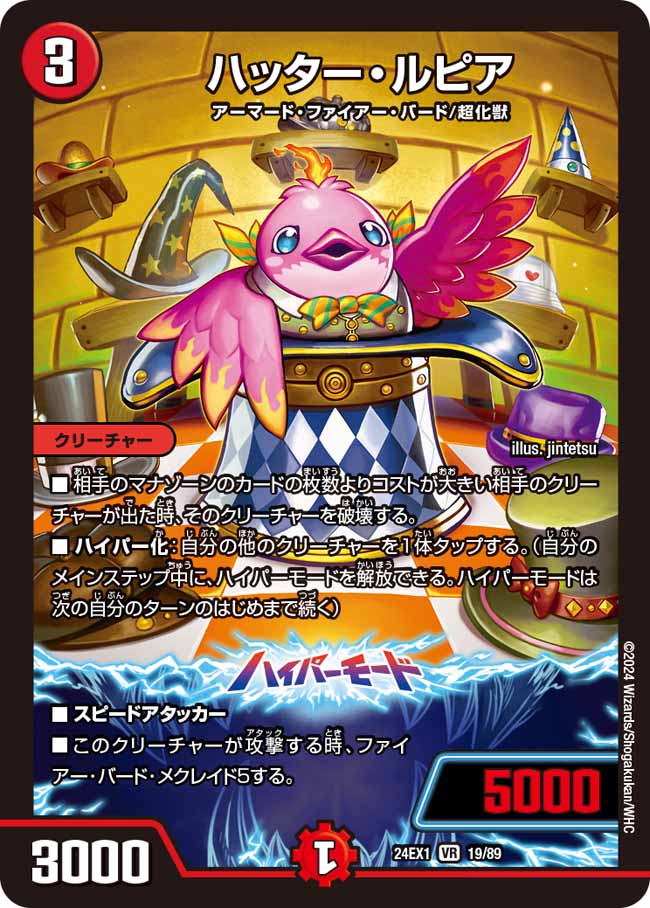 3
ハッター・ルピア
アーマード・ファイアー・バード/超化獣
クリーチャー
illus. jintetsu
■相手のマナゾーンのカードの枚数よりコストが大きい相手のクリー
チャーが出た時、そのクリーチャーを破壊する。
■ハイパー化:自分の他のクリーチャーを1体タップする。(自分の
メインステップ中に、ハイパーモードを解放できる。ハイパーモードは
次の自分のターンのはじめまで続く)
ハイパーモード
■スピードアタッカー
■このクリーチャーが攻撃する時、ファイ
アー・バード・メクレイド5する。
5000
3000
1
24EX1 VR 19/89
©2024 Wizards/Shogakukan/WHC